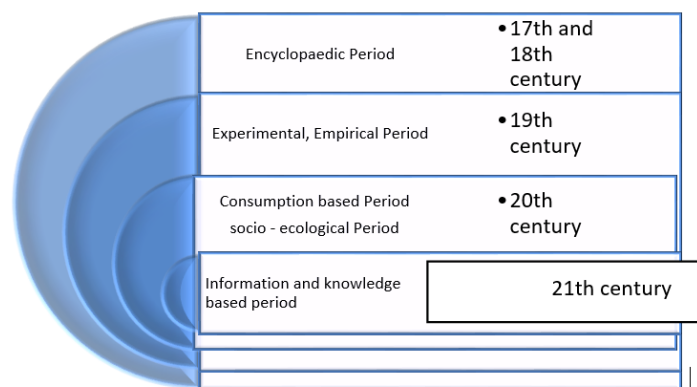 Encyclopaedic Period
•17th and
18th
century
Experimental, Empirical Period
•19th
century
Consumption based Period
socio - ecological Period
•20th
century
Information and knowledge
based period
21th century